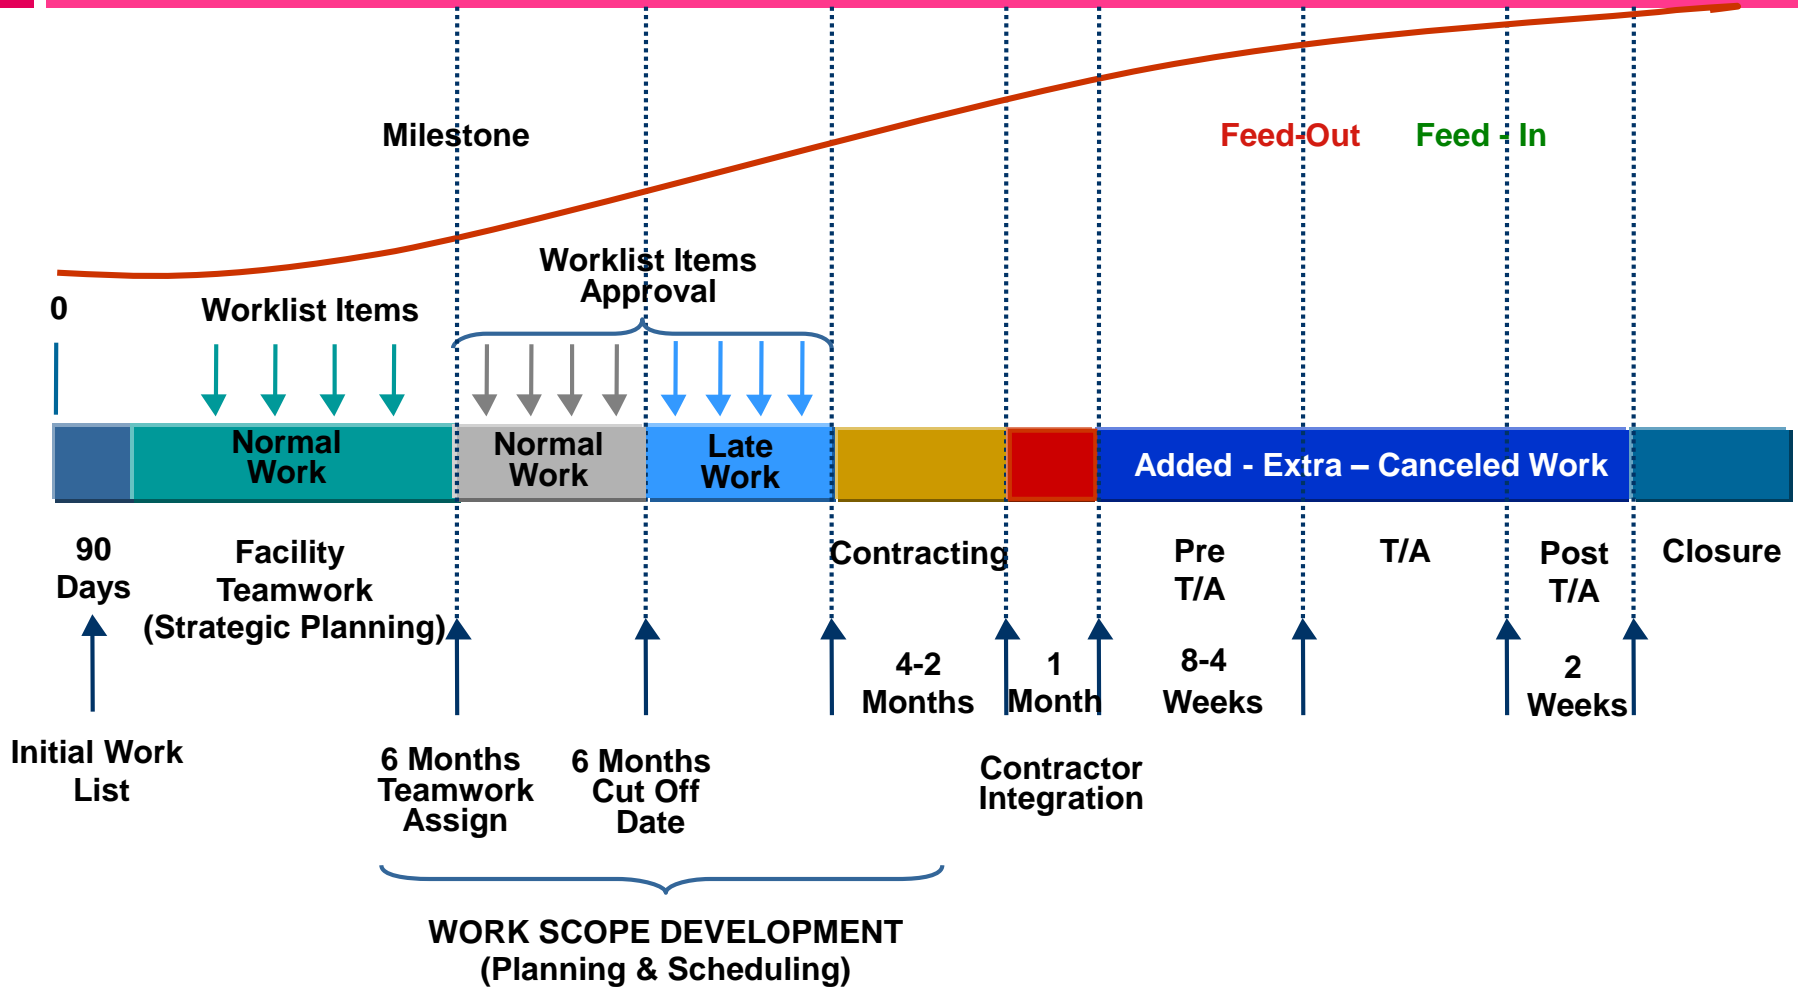 Milestone
Feed-Out
Feed - In
Worklist Items
Approval
0
Worklist Items
Normal
Work
Normal
Work
Late
Work
Added - Extra – Canceled Work
90
Days
Facility
Teamwork
(Strategic Planning)
Contracting
Pre
T/A
T/A
Post
T/A
Closure
4-2
Months
1
Month
8-4
Weeks
2
Weeks
Initial Work
List
6 Months
Teamwork
Assign
6 Months
Cut Off
Date
Contractor
Integration
WORK SCOPE DEVELOPMENT
(Planning & Scheduling)